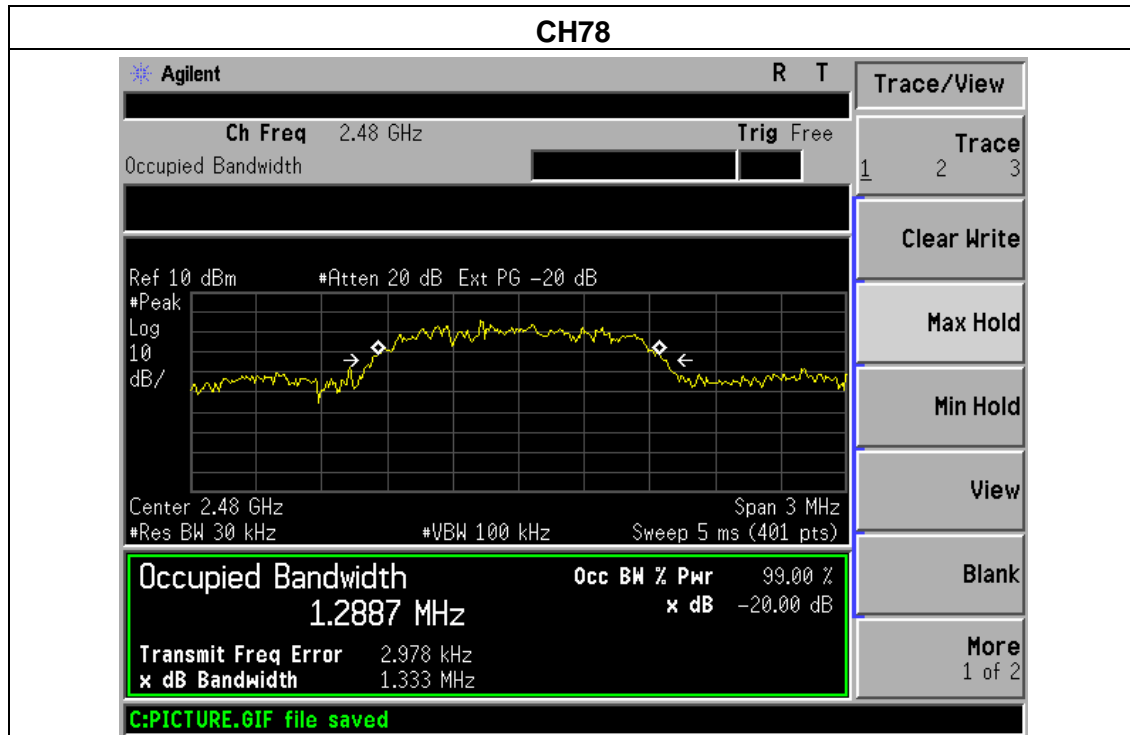 CH78
Agilent R T
Trace/View
Ch Freq 2.48 GHz Trig Free
Occupied Bandwidth
Trace
1 2 3
Clear Write
Ref 10 dBm #Atten 20 dB Ext PG -20 dB
#Peak
Log
10
dB/
Max Hold
Min Hold
View
Center 2.48 GHz Span 3 MHz
#Res BW 30 kHz #VBW 100 kHz Sweep 5 ms (401 pts)
Occupied Bandwidth Occ BW % Pwr 99.00 %
1.2887 MHz x dB -20.00 dB
Blank
Transmit Freq Error 2.978 kHz
x dB Bandwidth 1.333 MHz
More
1 of 2
C:PICTURE.GIF file saved